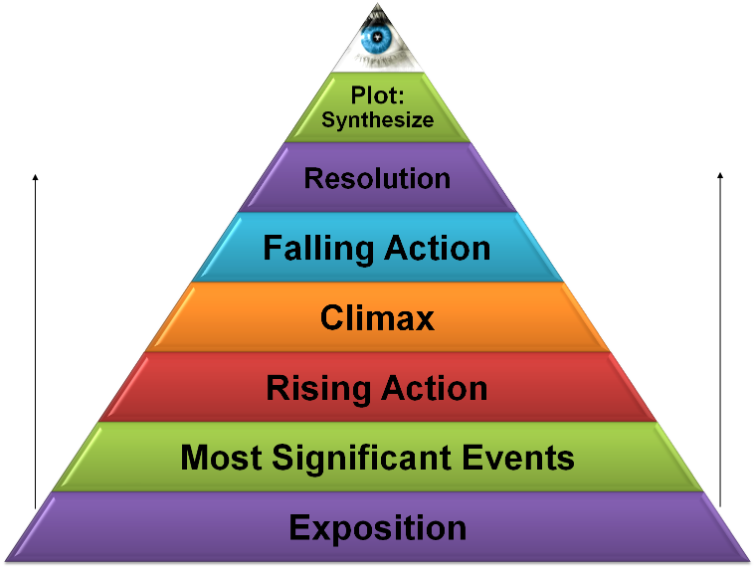 Plot:
Synthesize
Resolution
Falling Action
Climax
Rising Action
Most Significant Events
Exposition